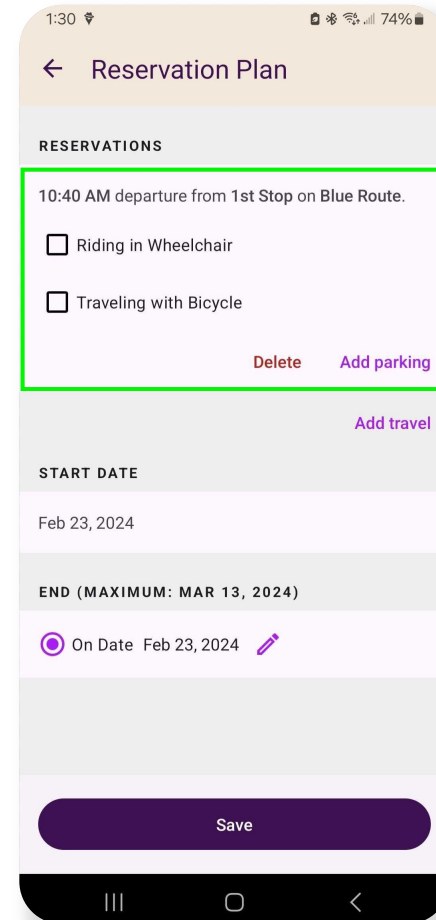 1:30 74%
Reservation Plan
RESERVATIONS
10:40 AM departure from 1st Stop on Blue Route.
Riding in Wheelchair
Traveling with Bicycle
Delete Add parking
Add travel
START DATE
Feb 23, 2024
END (MAXIMUM: MAR 13, 2024)
On Date Feb 23, 2024
Save